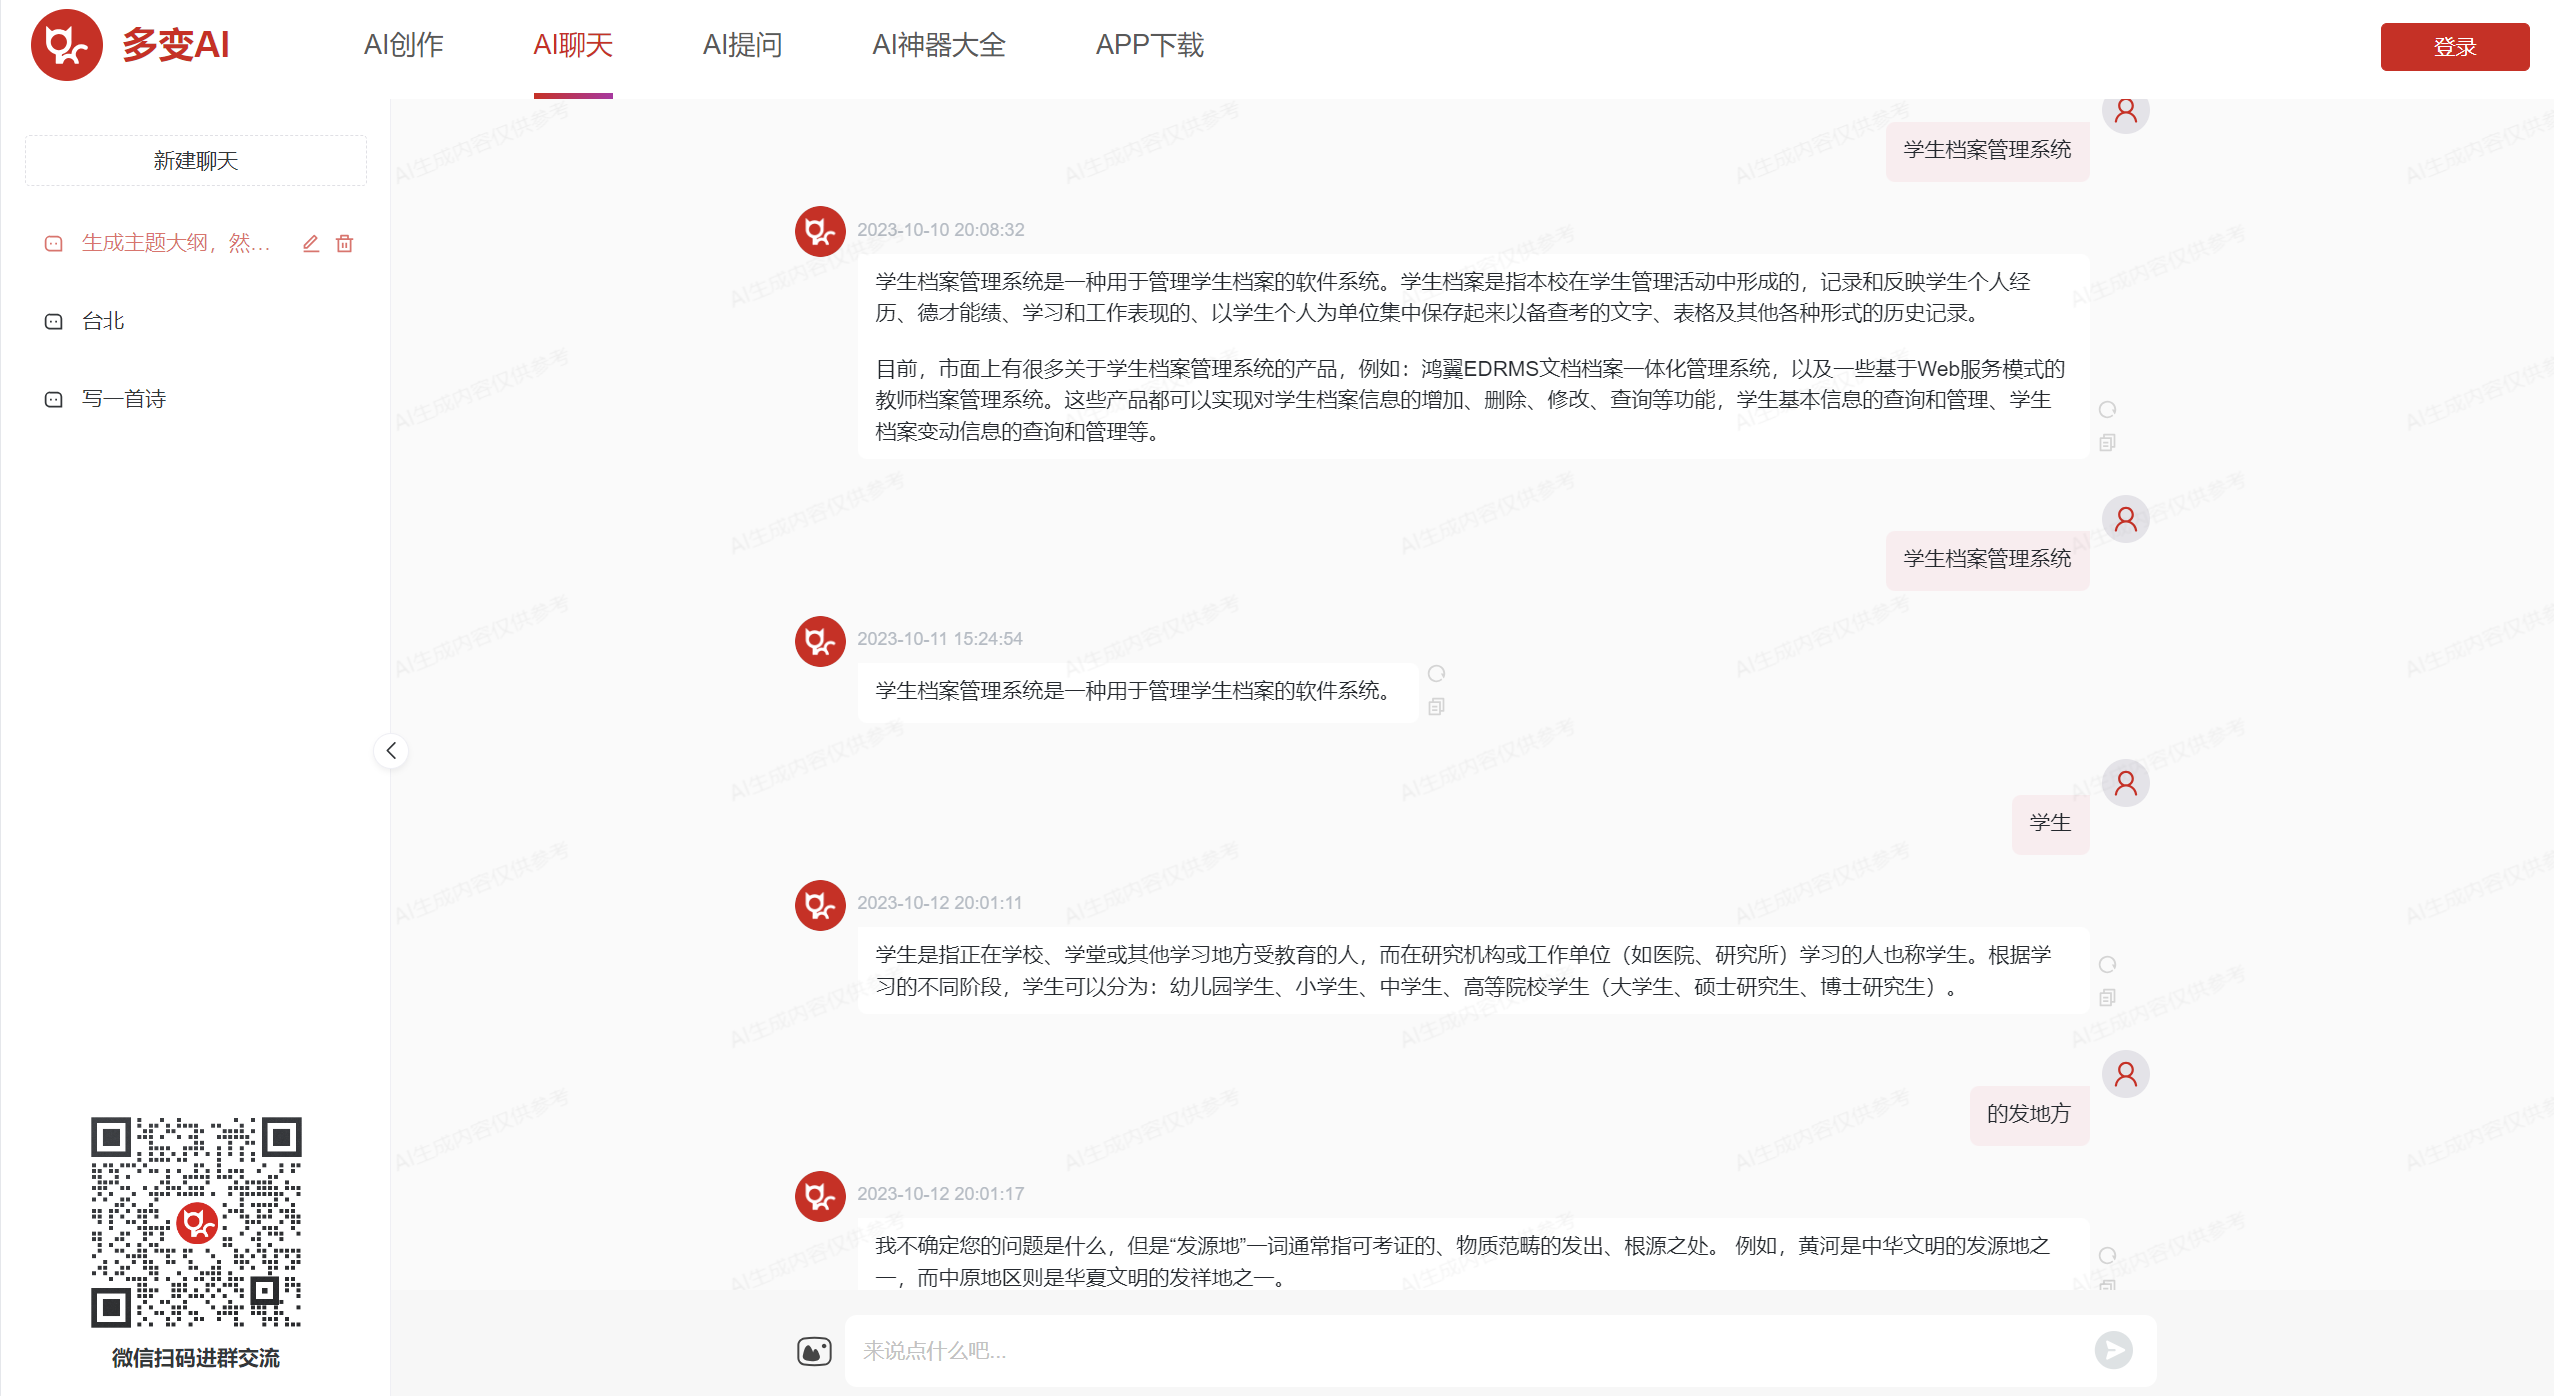 多变AI
AI创作
AI聊天
AI提问
AI神器大全
APP下载
登录
新建聊天
生成主题大纲，然...
台北
写一首诗
微信扫码进群交流
学生档案管理系统
2023-10-10 20:08:32
学生档案管理系统是一种用于管理学生档案的软件系统。学生档案是指本校在学生管理活动中形成的，记录和反映学生个人经
历、德才能绩、学习和工作表现的、以学生个人为单位集中保存起来以备查考的文字、表格及其他各种形式的历史记录。
目前，市面上有很多关于学生档案管理系统的产品，例如：鸿翼EDRMS文档档案一体化管理系统，以及一些基于Web服务模式的
教师档案管理系统。这些产品都可以实现对学生档案信息的增加、删除、修改、查询等功能，学生基本信息的查询和管理、学生
档案变动信息的查询和管理等。
学生档案管理系统
2023-10-11 15:24:54
学生档案管理系统是一种用于管理学生档案的软件系统。
学生
2023-10-12 20:01:11
学生是指正在学校、学堂或其他学习地方受教育的人，而在研究机构或工作单位（如医院、研究所）学习的人也称学生。根据学
习的不同阶段，学生可以分为：幼儿园学生、小学生、中学生、高等院校学生（大学生、硕士研究生、博士研究生）。
的发地方
2023-10-12 20:01:17
我不确定您的问题是什么，但是“发源地”一词通常指可考证的、物质范畴的发出、根源之处。 例如，黄河是中华文明的发源地之
一，而中原地区则是华夏文明的发祥地之一。
来说点什么吧...
AI生成内容仅供参考